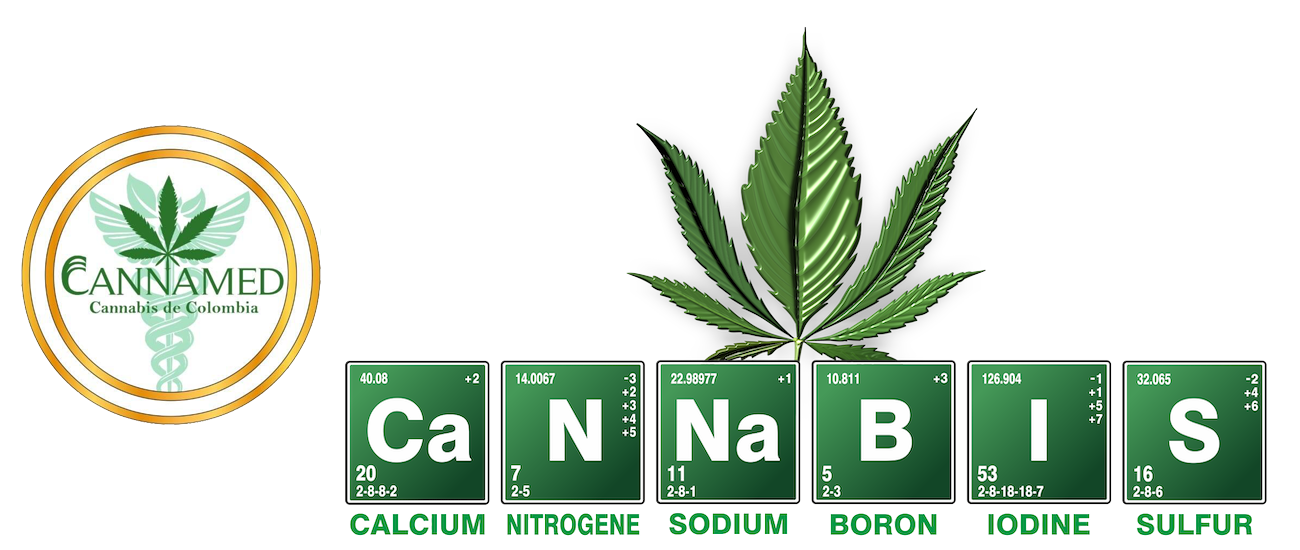 CANNAMED
Cannabis de Colombia
40.08 +2
Ca
20
2-8-8-2
CALCIUM
14.0067 -3
+2
+3
+4
+5
N
7
2-5
NITROGENE
22.98977 +1
Na
11
2-8-1
SODIUM
10.811 +3
B
5
2-3
BORON
126.904 -1
+1
+5
+7
I
53
2-8-18-18-7
IODINE
32.065 -2
+4
+6
S
16
2-8-6
SULFUR